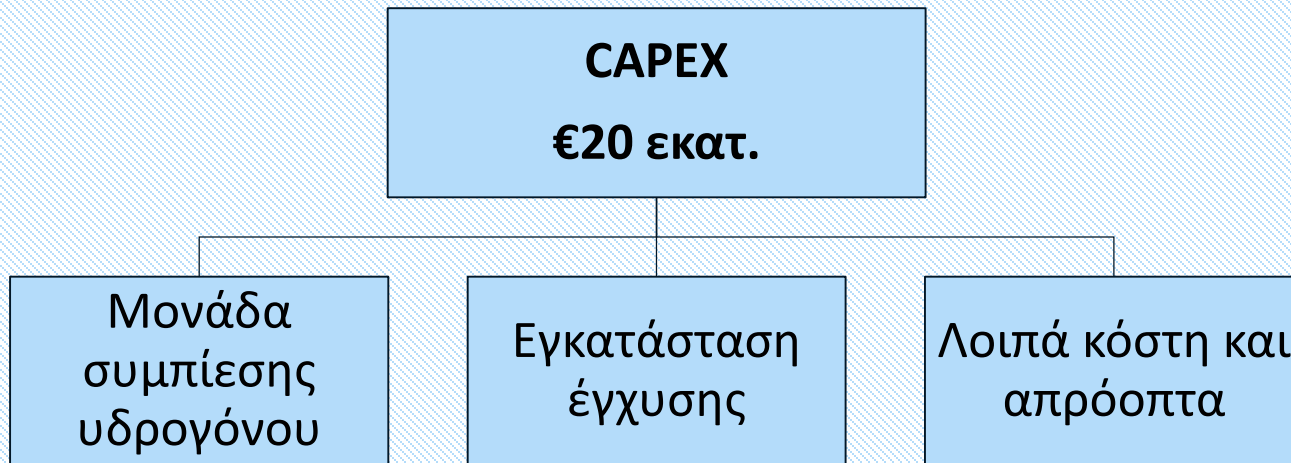 CAPEX
€20 εκατ.
Μονάδα
συμπίεσης
υδρογόνου
Εγκατάσταση
έγχυσης
Λοιπά κόστη και
απρόοπτα